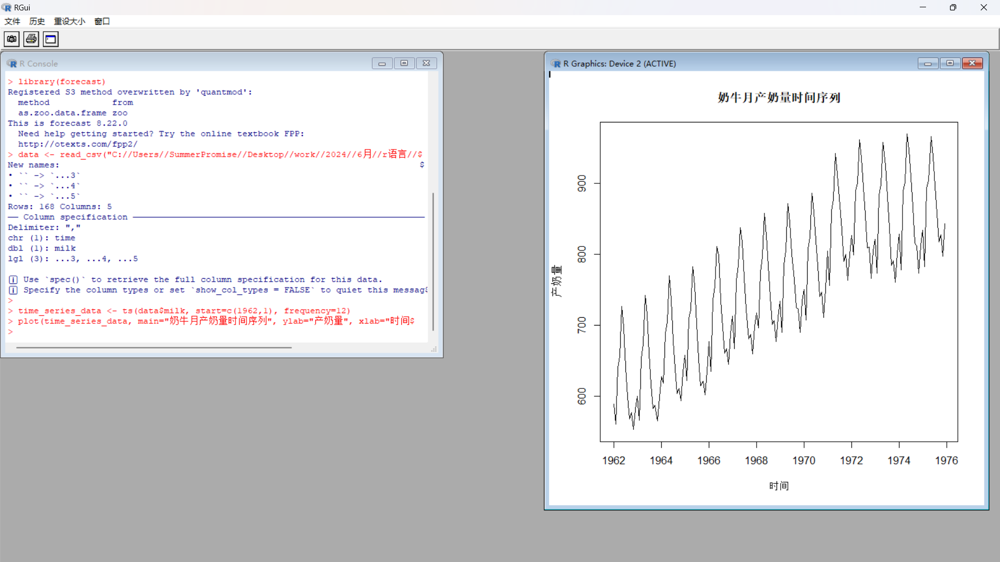 RGui
文件 历史 重设大小 窗口
R Console
> library(forecast)
Registered S3 method overwritten by 'quantmod':
  method            from
  as.zoo.data.frame zoo
This is forecast 8.22.0
  Need help getting started? Try the online textbook FPP:
  http://otexts.com/fpp2/
> data <- read_csv("C://Users//SummerPromise//Desktop//work//2024//6月//r语言//$
New names:                                                                     $
• `` -> `...3`
• `` -> `...4`
• `` -> `...5`
Rows: 168 Columns: 5
── Column specification ────────────────────────────────────────────────────────
Delimiter: ","
chr (1): time
dbl (1): milk
lgl (3): ...3, ...4, ...5
ℹ Use `spec()` to retrieve the full column specification for this data.
ℹ Specify the column types or set `show_col_types = FALSE` to quiet this messag$
>
> time_series_data <- ts(data$milk, start=c(1962,1), frequency=12)
> plot(time_series_data, main="奶牛月产奶量时间序列", ylab="产奶量", xlab="时间$
>
R Graphics: Device 2 (ACTIVE)
奶牛月产奶量时间序列
900
800
700
600
产奶量
1962 1964 1966 1968 1970 1972 1974 1976
时间